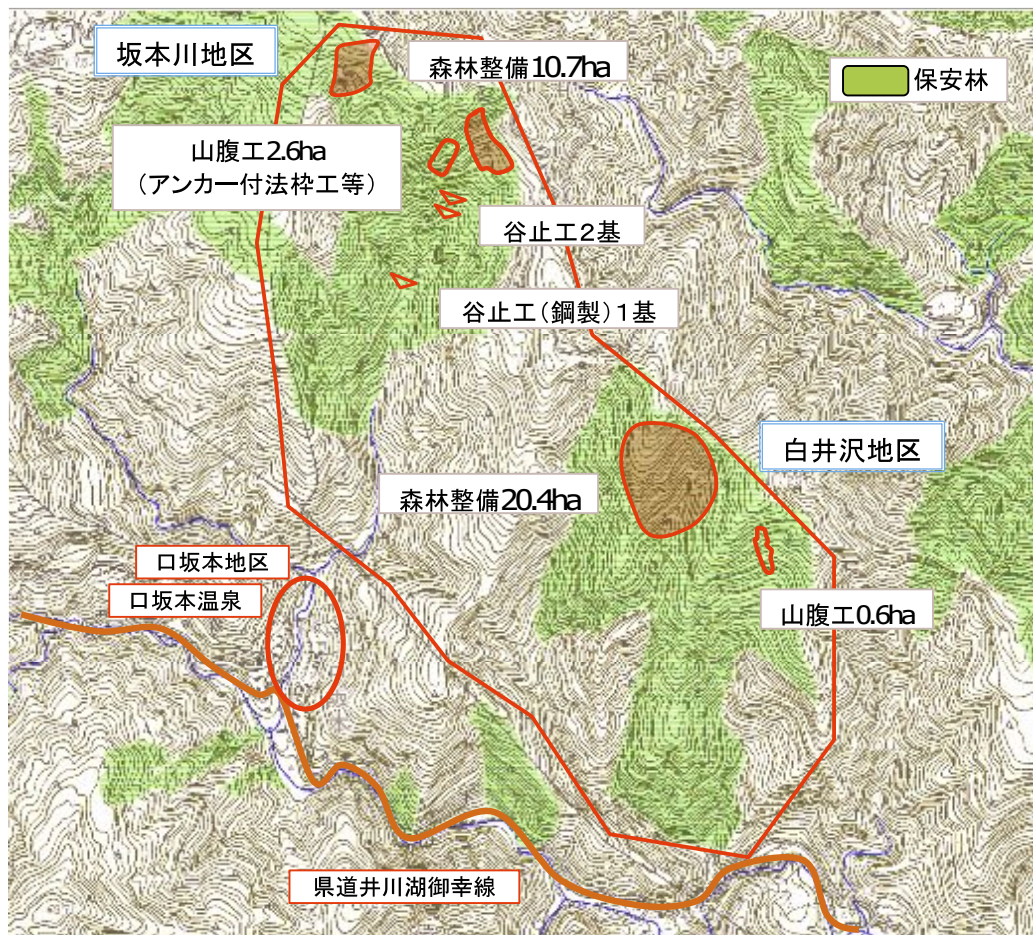 坂本川地区
森林整備10.7ha
保安林
山腹工2.6ha
（アンカー付法枠工等）
谷止工２基
谷止工（鋼製）１基
白井沢地区
森林整備20.4ha
口坂本地区
口坂本温泉
山腹工0.6ha
県道井川湖御幸線